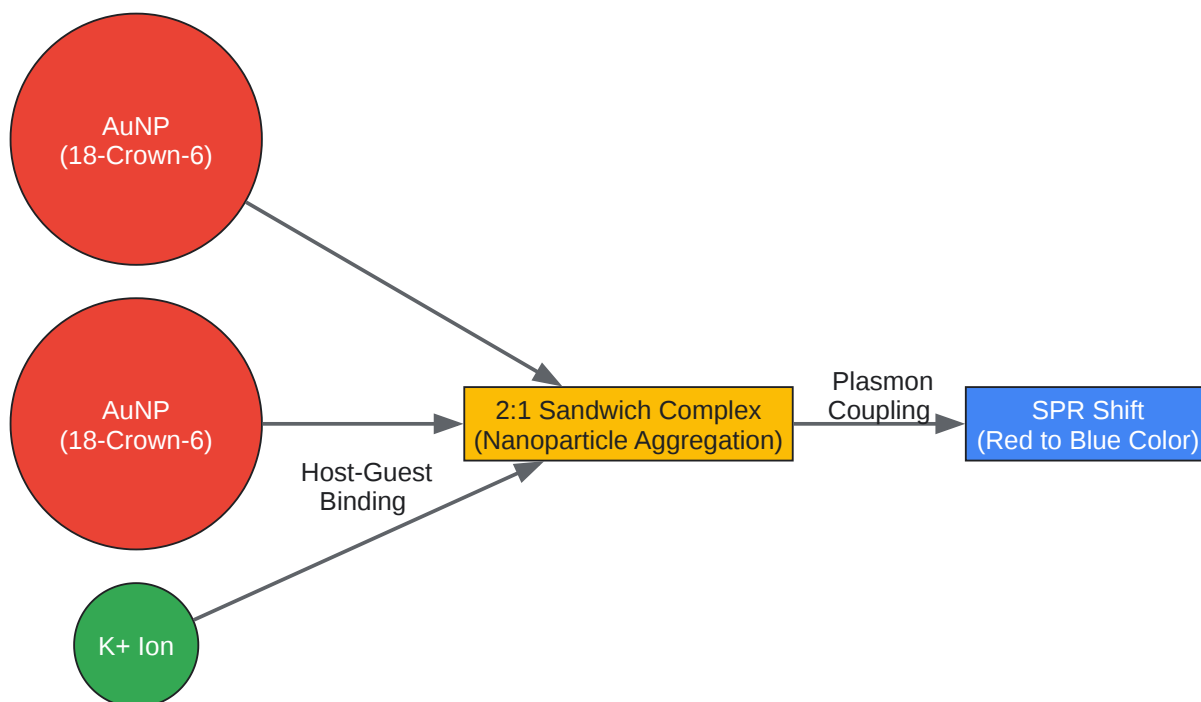 AuNP
(18-Crown-6)
AuNP
(18-Crown-6)
K+ Ion
Host-Guest
Binding
2:1 Sandwich Complex
(Nanoparticle Aggregation)
Plasmon
Coupling
SPR Shift
(Red to Blue Color)